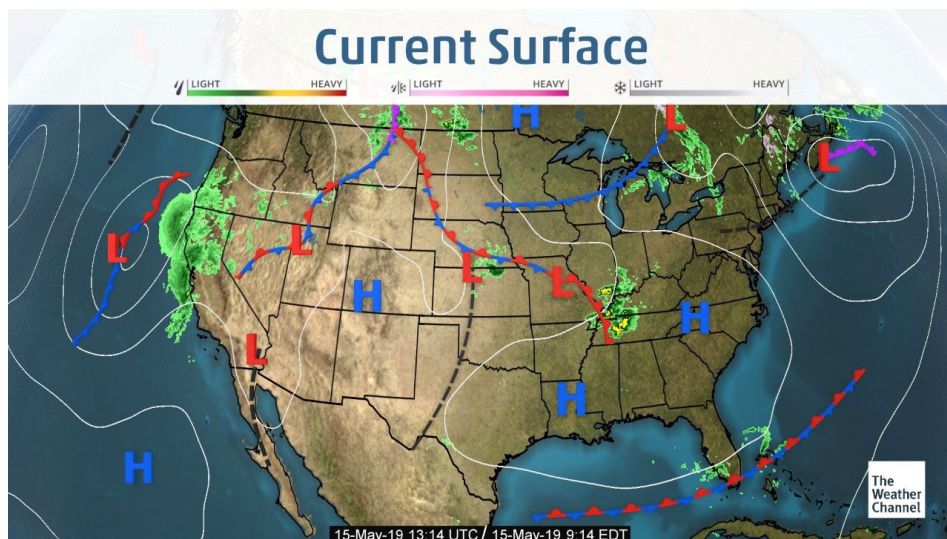 Current Surface
LIGHT HEAVY LIGHT HEAVY LIGHT HEAVY
L
L
H
L
L
L
L
L
L
H
L
H
L
H
H
H
The
Weather
Channel
15-May-19 13:14 UTC / 15-May-19 9:14 EDT